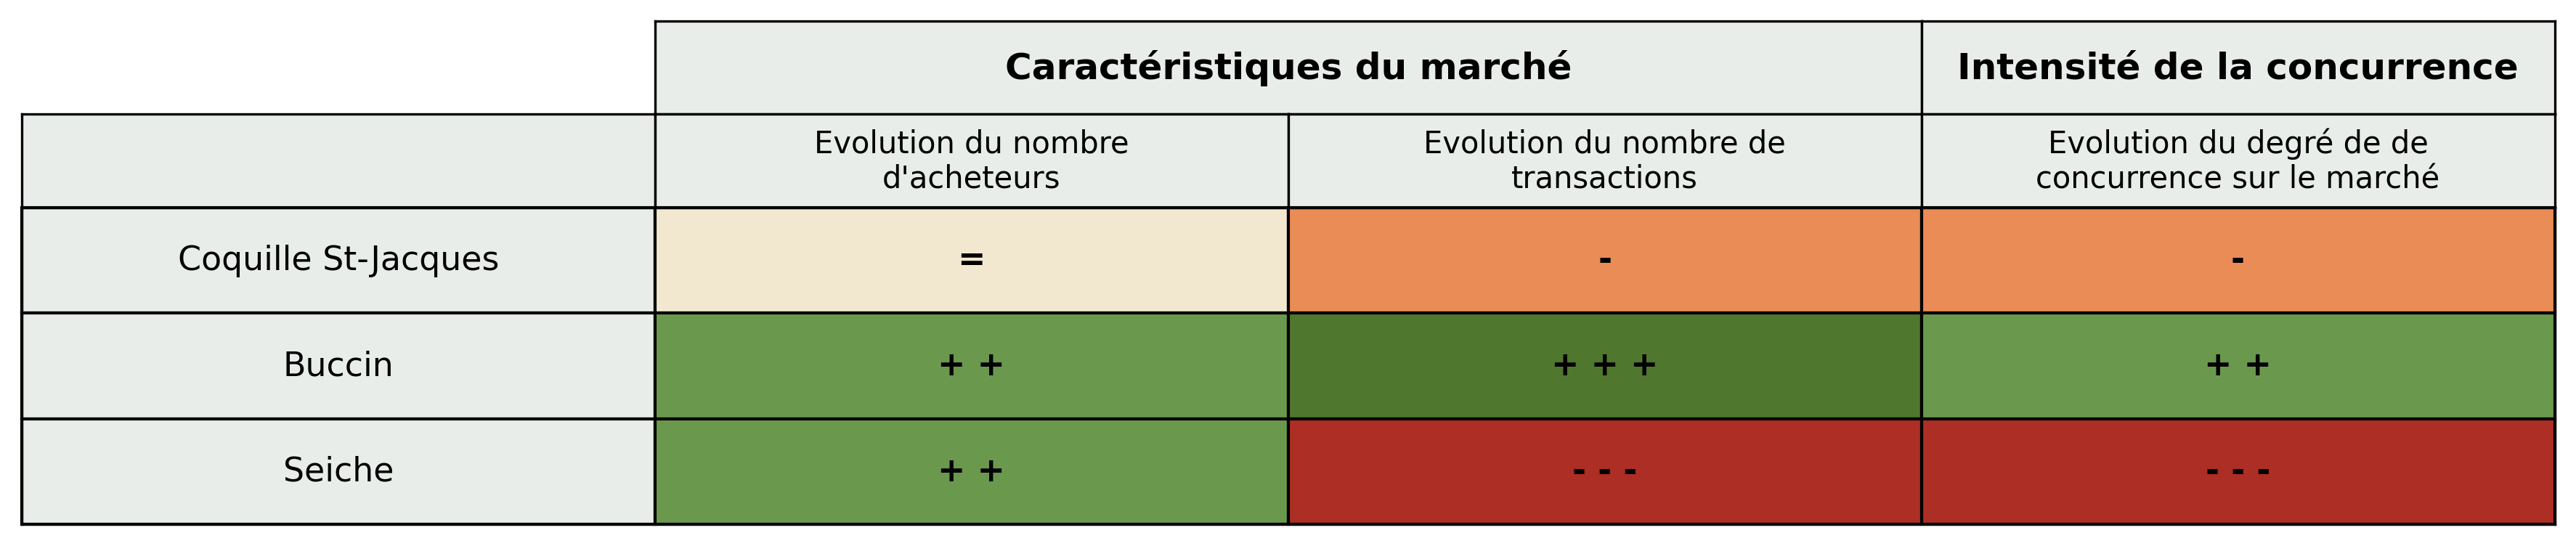 Caractéristiques du marché
Intensité de la concurrence
Evolution du nombre
d'acheteurs
Evolution du nombre de
transactions
Evolution du degré de de
concurrence sur le marché
Coquille St-Jacques
=
-
-
Buccin
+ +
+ + +
+ +
Seiche
+ +
- - -
- - -